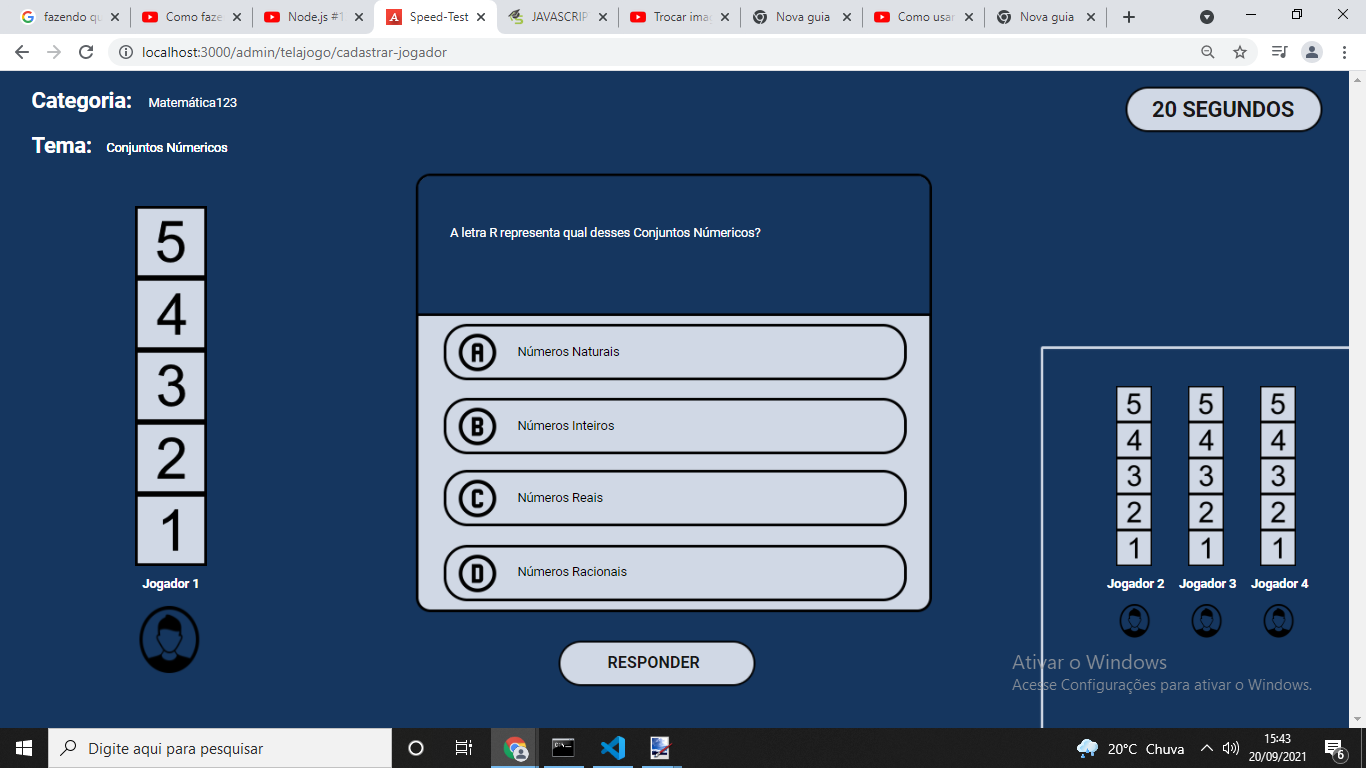 fazendo qu
Como faze
Node.js #1
Speed-Test
JAVASCRIP
Trocar ima
Nova guia
Como usar
Nova guia
localhost:3000/admin/telajogo/cadastrar-jogador
Categoria: Matemática123
20 SEGUNDOS
Tema: Conjuntos Númericos
A letra R representa qual desses Conjuntos Númericos?
A Números Naturais
B Números Inteiros
C Números Reais
D Números Racionais
RESPONDER
5
4
3
2
1
Jogador 1
5 5 5
4 4 4
3 3 3
2 2 2
1 1 1
Jogador 2 Jogador 3 Jogador 4
Ativar o Windows
Acesse Configurações para ativar o Windows.
Digite aqui para pesquisar
20°C Chuva
15:43
20/09/2021
6